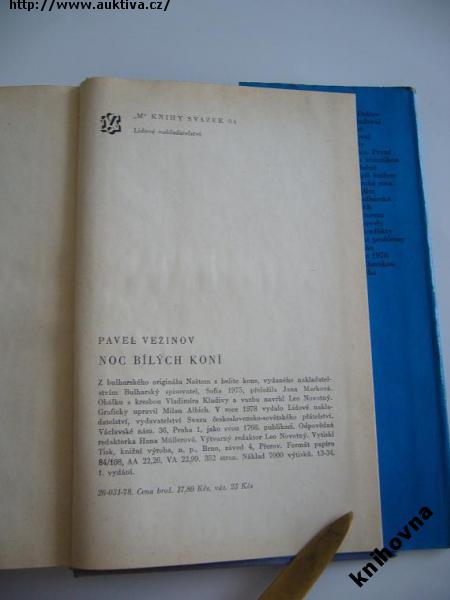 http://www.auktiva.cz/
„M" KNIHY SVAZEK 94
Lidové nakladatelství
PAVEL VEŽINOV
NOC BÍLÝCH KONÍ
Z bulharského originálu Noštem s belite kone, vydaného nakladatel-
stvím Bulharský spisovatel, Sofia 1975, přeložila Jana Marková.
Obálku s kresbou Vladimíra Kladivy a vazbu navrhl Leo Novotný.
Graficky upravil Milan Albich. V roce 1978 vydalo Lidové nakla-
datelství, vydavatelství Svazu československo-sovětského přátelství,
Václavské nám. 36, Praha 1, jako svou 1766. publikaci. Odpovědná
redaktorka Hana Müllerová. Výtvarný redaktor Leo Novotný. Vytiskl
Tisk, knižní výroba, n. p., Brno, závod 4, Přerov. Formát papíru
84/108, AA 22,26, VA 22,99, 392 stran. Náklad 7000 výtisků. 13-34.
1. vydání.
26-031-78. Cena brož. 17,80 Kčs, váz. 23 Kčs
První
knihovna